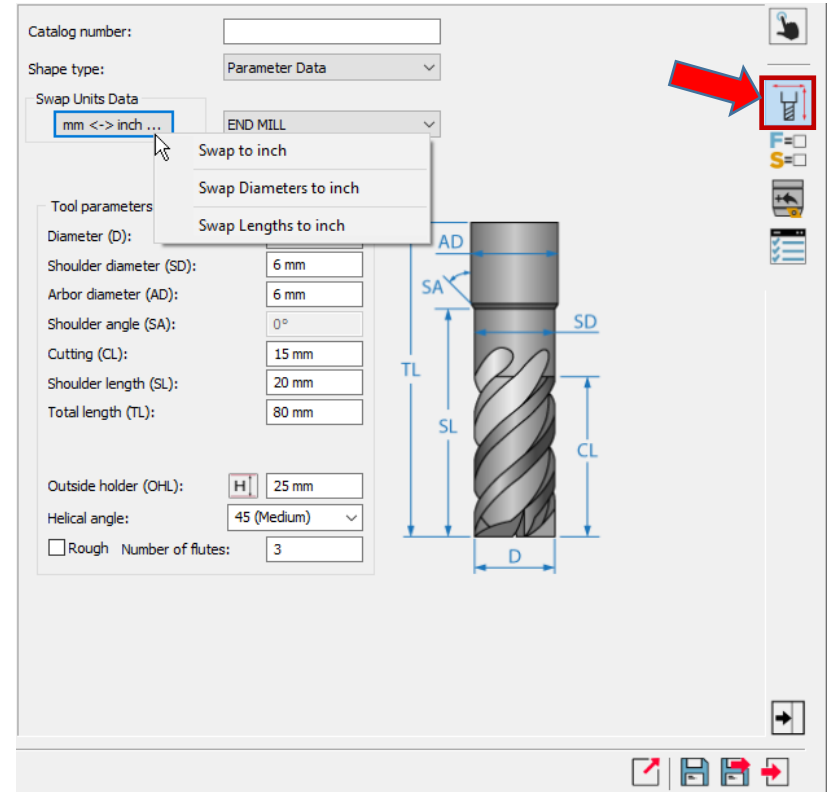 Catalog number:
Shape type: Parameter Data
Swap Units Data
mm <-> inch ... END MILL
Swap to inch
Swap Diameters to inch
Swap Lengths to inch
Tool parameters
Diameter (D):
Shoulder diameter (SD): 6 mm
Arbor diameter (AD): 6 mm
Shoulder angle (SA): 0°
Cutting (CL): 15 mm
Shoulder length (SL): 20 mm
Total length (TL): 80 mm
Outside holder (OHL): H 25 mm
Helical angle: 45 (Medium)
Rough Number of flutes: 3
AD
SA
SD
TL
SL
CL
D
F=
S=